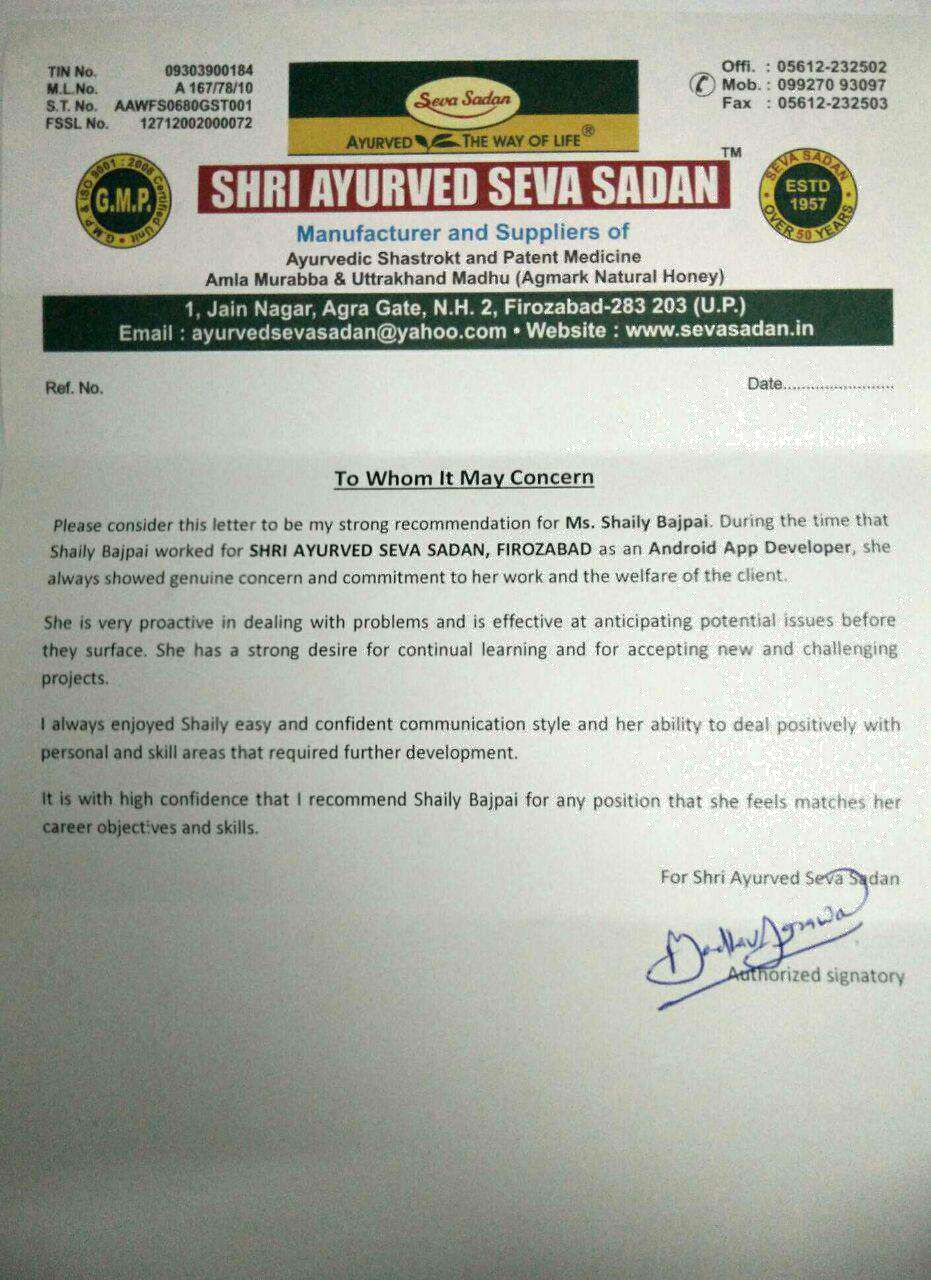 TIN No. 09303900184
M.L.No. A 167/78/10
S.T. No. AAWFS0680GST001
FSSL No. 12712002000072
Seva Sadan
AYURVED THE WAY OF LIFE®
Offi. : 05612-232502
Mob. : 099270 93097
Fax : 05612-232503
G.M.P.
G.M.P & ISO 9001 : 2008 Certified Unit
SHRI AYURVED SEVA SADAN™
SEVA SADAN
ESTD
1957
OVER 50 YEARS
Manufacturer and Suppliers of
Ayurvedic Shastrokt and Patent Medicine
Amla Murabba & Uttrakhand Madhu (Agmark Natural Honey)
1, Jain Nagar, Agra Gate, N.H. 2, Firozabad-283 203 (U.P.)
Email : ayurvedsevasadan@yahoo.com • Website : www.sevasadan.in
Ref. No.
Date........................
To Whom It May Concern
Please consider this letter to be my strong recommendation for Ms. Shaily Bajpai. During the time that
Shaily Bajpai worked for SHRI AYURVED SEVA SADAN, FIROZABAD as an Android App Developer, she
always showed genuine concern and commitment to her work and the welfare of the client.
She is very proactive in dealing with problems and is effective at anticipating potential issues before
they surface. She has a strong desire for continual learning and for accepting new and challenging
projects.
I always enjoyed Shaily easy and confident communication style and her ability to deal positively with
personal and skill areas that required further development.
It is with high confidence that I recommend Shaily Bajpai for any position that she feels matches her
career objectives and skills.
For Shri Ayurved Seva Sadan
Authorized signatory